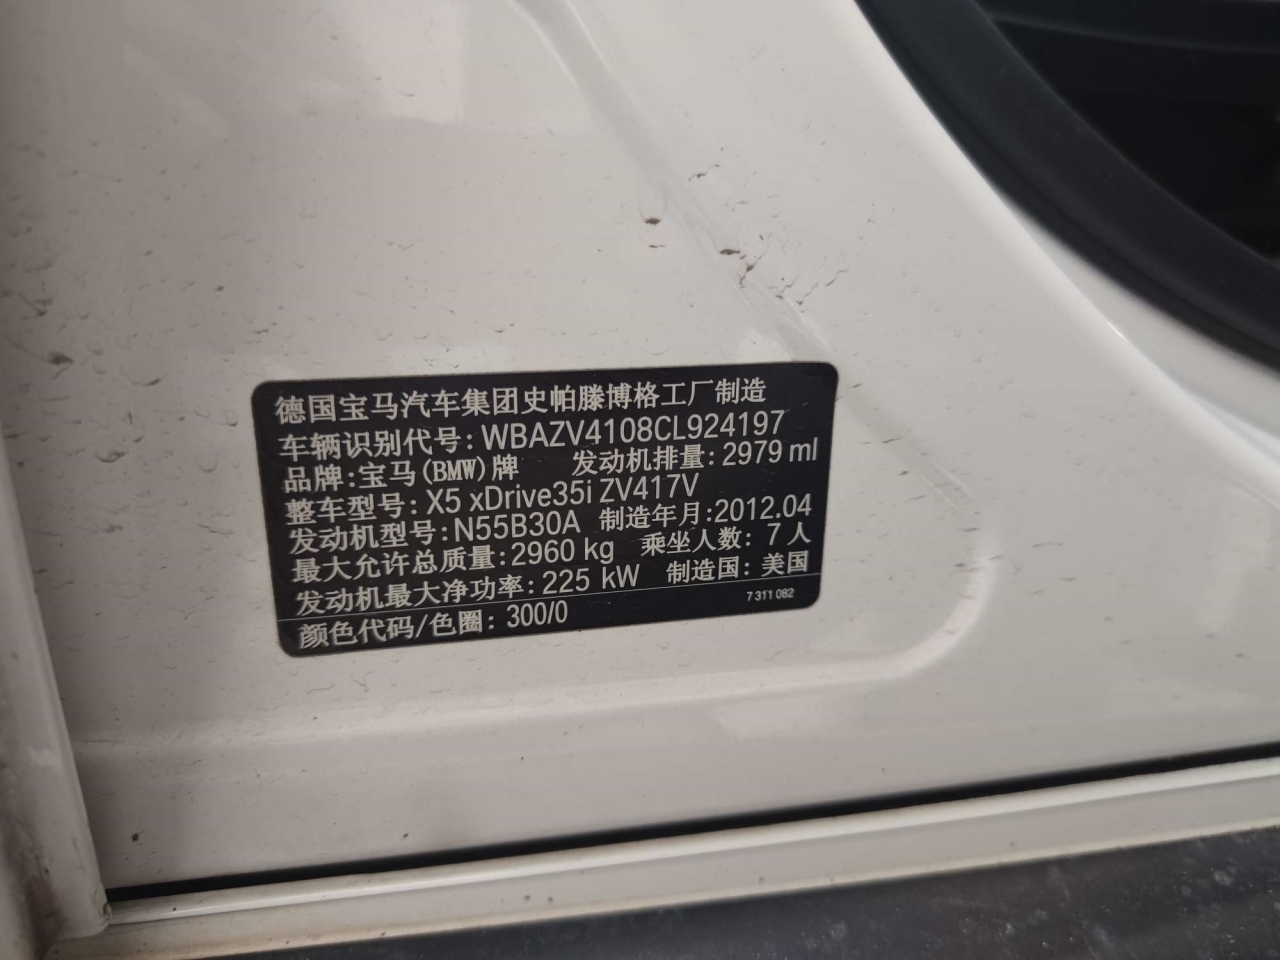 德国宝马汽车集团史帕滕博格工厂制造
车辆识别代号: WBAZV4108CL924197
品牌: 宝马(BMW)牌 发动机排量: 2979 ml
整车型号: X5 xDrive35i ZV417V
发动机型号: N55B30A 制造年月: 2012.04
最大允许总质量: 2960 kg 乘坐人数: 7 人
发动机最大净功率: 225 kW 制造国: 美国
颜色代码/色圈: 300/0 7 311 082